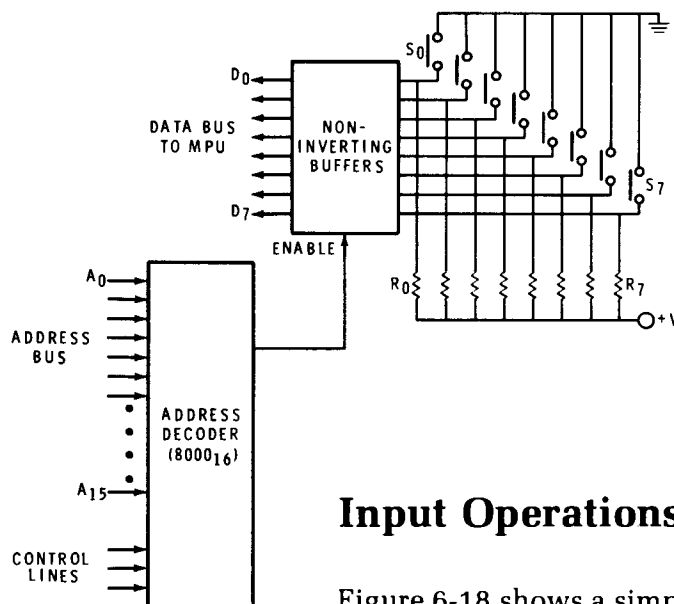 S0
D0
DATA BUS
TO MPU
NON-
INVERTING
BUFFERS
S7
D7
ENABLE
R0
R7
+V
A0
ADDRESS
BUS
ADDRESS
DECODER
(8000₁₆)
A15
CONTROL
LINES
Input Operations
Figure 6-18 shows a simp